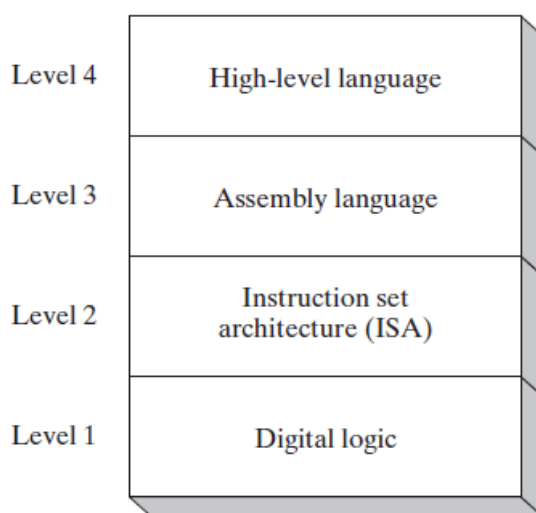 Level 4
High-level language
Level 3
Assembly language
Level 2
Instruction set
architecture (ISA)
Level 1
Digital logic